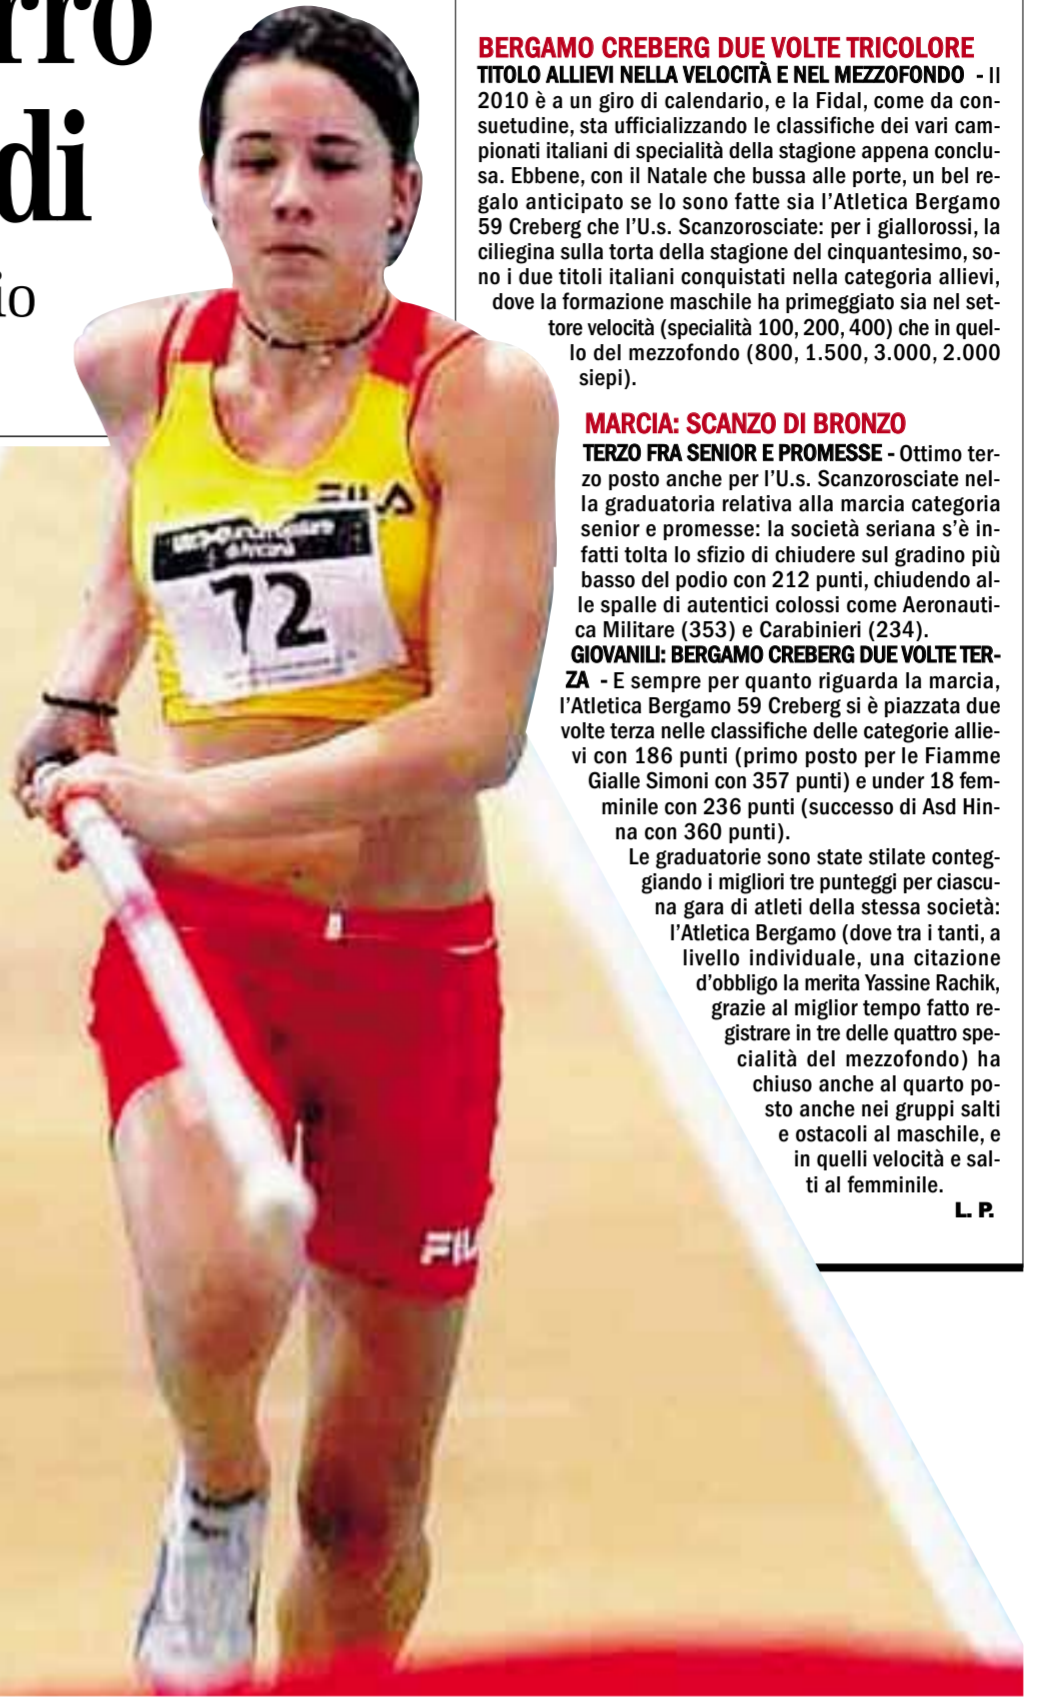 rro
di
io
BERGAMO CREBERG DUE VOLTE TRICOLORE
TITOLO ALLIEVI NELLA VELOCITÀ E NEL MEZZOFONDO - Il
2010 è a un giro di calendario, e la Fidal, come da con-
suetudine, sta ufficializzando le classifiche dei vari cam-
pionati italiani di specialità della stagione appena conclu-
sa. Ebbene, con il Natale che bussa alle porte, un bel re-
galo anticipato se lo sono fatte sia l'Atletica Bergamo
59 Creberg che l'U.s. Scanzorosciate: per i giallorossi, la
ciliegina sulla torta della stagione del cinquantesimo, so-
no i due titoli italiani conquistati nella categoria allievi,
dove la formazione maschile ha primeggiato sia nel set-
tore velocità (specialità 100, 200, 400) che in quel-
lo del mezzofondo (800, 1.500, 3.000, 2.000
siepi).
MARCIA: SCANZO DI BRONZO
TERZO FRA SENIOR E PROMESSE - Ottimo ter-
zo posto anche per l'U.s. Scanzorosciate nel-
la graduatoria relativa alla marcia categoria
senior e promesse: la società seriana s'è in-
fatti tolta lo sfizio di chiudere sul gradino più
basso del podio con 212 punti, chiudendo al-
le spalle di autentici colossi come Aeronauti-
ca Militare (353) e Carabinieri (234).
GIOVANILI: BERGAMO CREBERG DUE VOLTE TER-
ZA - E sempre per quanto riguarda la marcia,
l'Atletica Bergamo 59 Creberg si è piazzata due
volte terza nelle classifiche delle categorie allie-
vi con 186 punti (primo posto per le Fiamme
Gialle Simoni con 357 punti) e under 18 fem-
minile con 236 punti (successo di Asd Hin-
na con 360 punti).
Le graduatorie sono state stilate conteg-
giando i migliori tre punteggi per ciascu-
na gara di atleti della stessa società:
l'Atletica Bergamo (dove tra i tanti, a
livello individuale, una citazione
d'obbligo la merita Yassine Rachik,
grazie al miglior tempo fatto re-
gistrare in tre delle quattro spe-
cialità del mezzofondo) ha
chiuso anche al quarto po-
sto anche nei gruppi salti
e ostacoli al maschile, e
in quelli velocità e sal-
ti al femminile.
L. P.
FILA
di Ancona
72
FILA